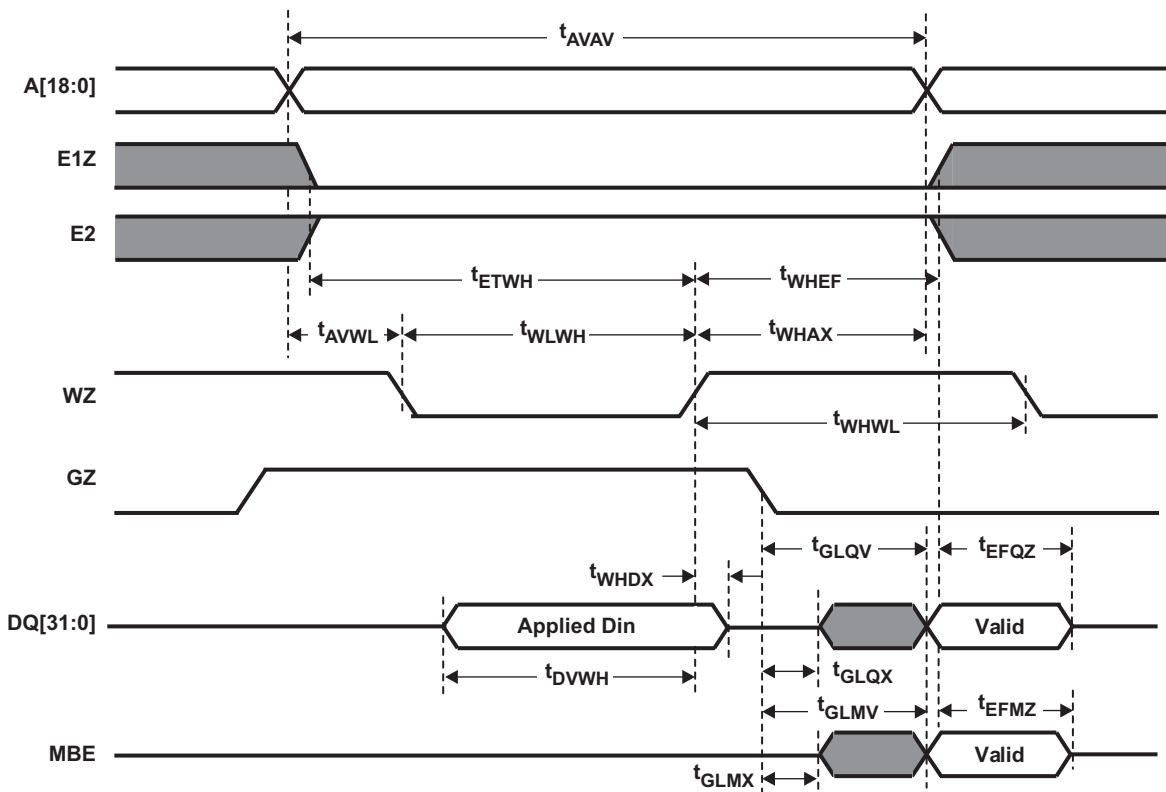 tAVAV
A[18:0]
E1Z
E2
tETWH
tWHEF
tAVWL
tWLWH
tWHAX
WZ
tWHWL
GZ
tGLQV
tEFQZ
tWHDX
DQ[31:0]
Applied Din
Valid
tDVWH
tGLQX
tGLMV
tEFMZ
MBE
Valid
tGLMX